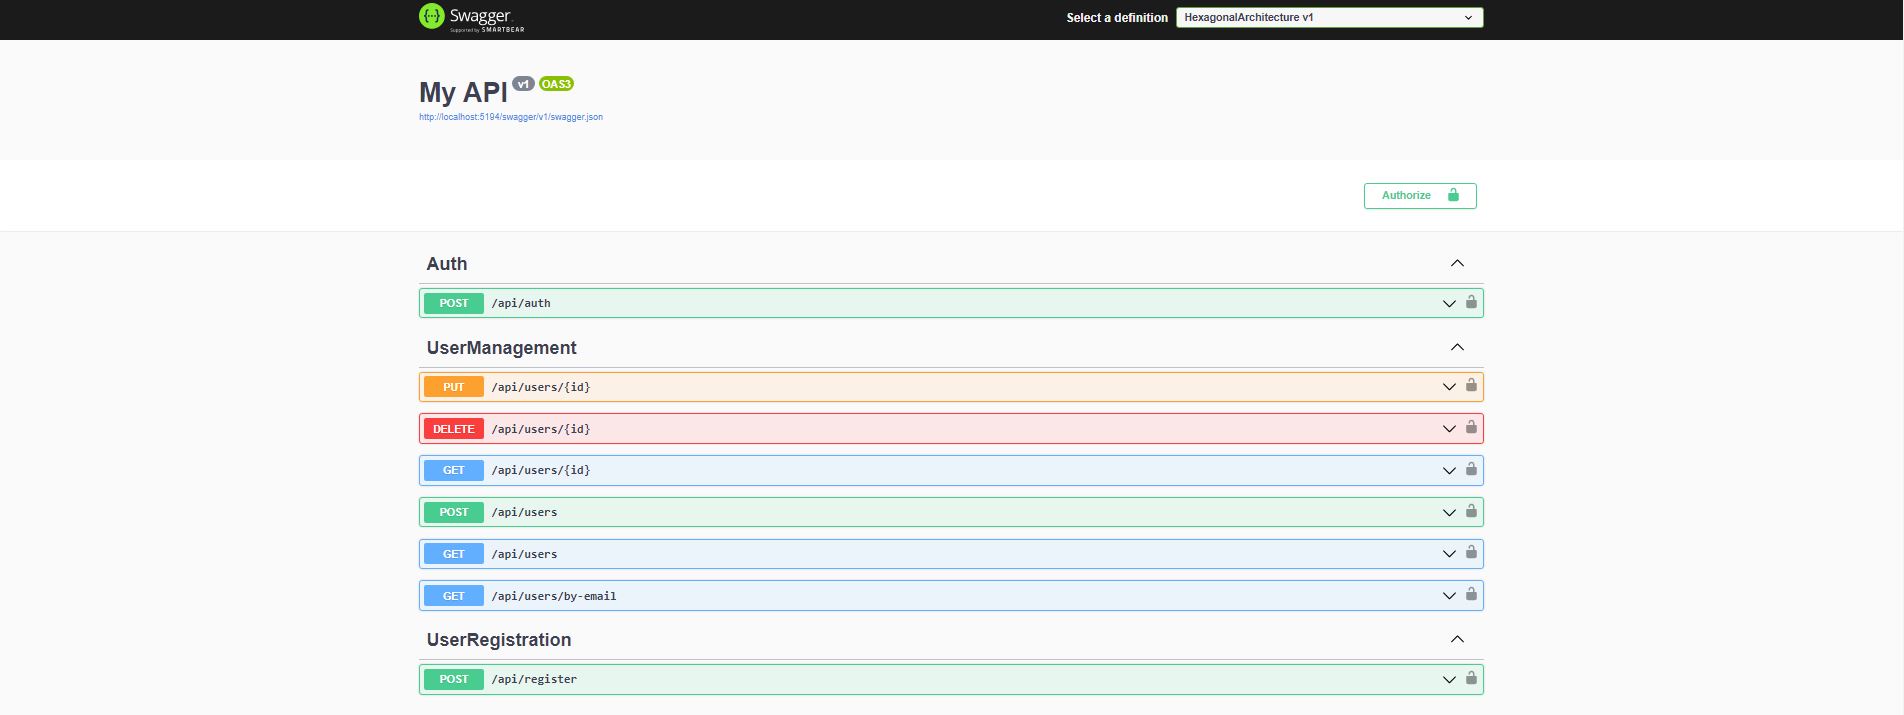 Swagger
Supported by SMARTBEAR
Select a definition
HexagonalArchitecture v1
My API v1 OAS3
http://localhost:5194/swagger/v1/swagger.json
Authorize
Auth
POST /api/auth
UserManagement
PUT /api/users/{id}
DELETE /api/users/{id}
GET /api/users/{id}
POST /api/users
GET /api/users
GET /api/users/by-email
UserRegistration
POST /api/register